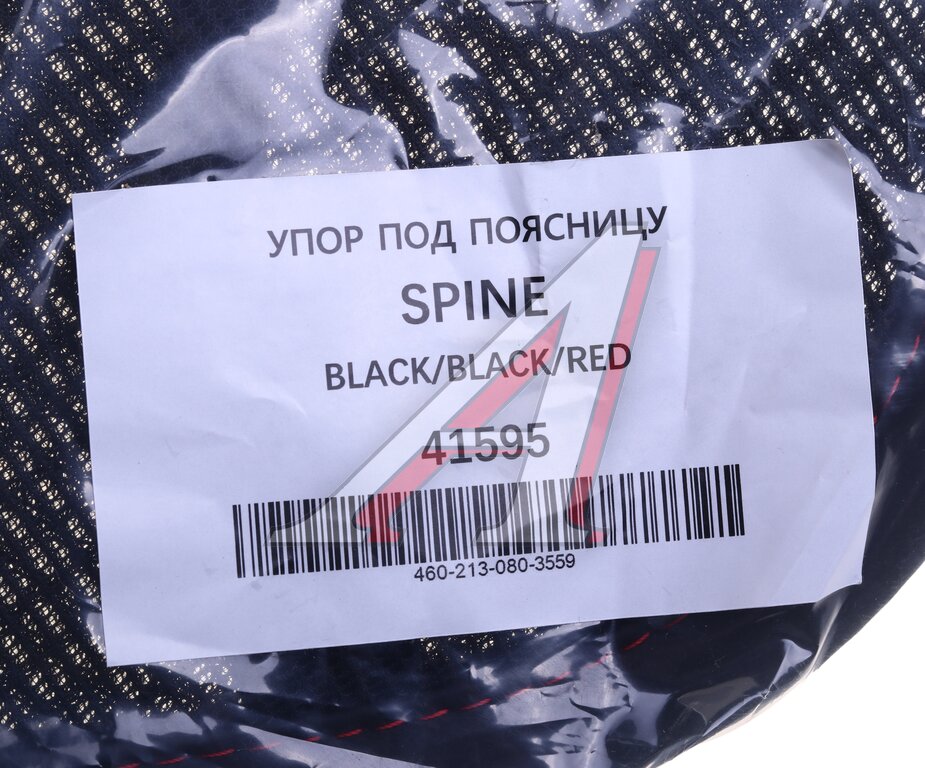 УПОР ПОД ПОЯСНИЦУ
SPINE
BLACK/BLACK/RED
41595
460-213-080-3559